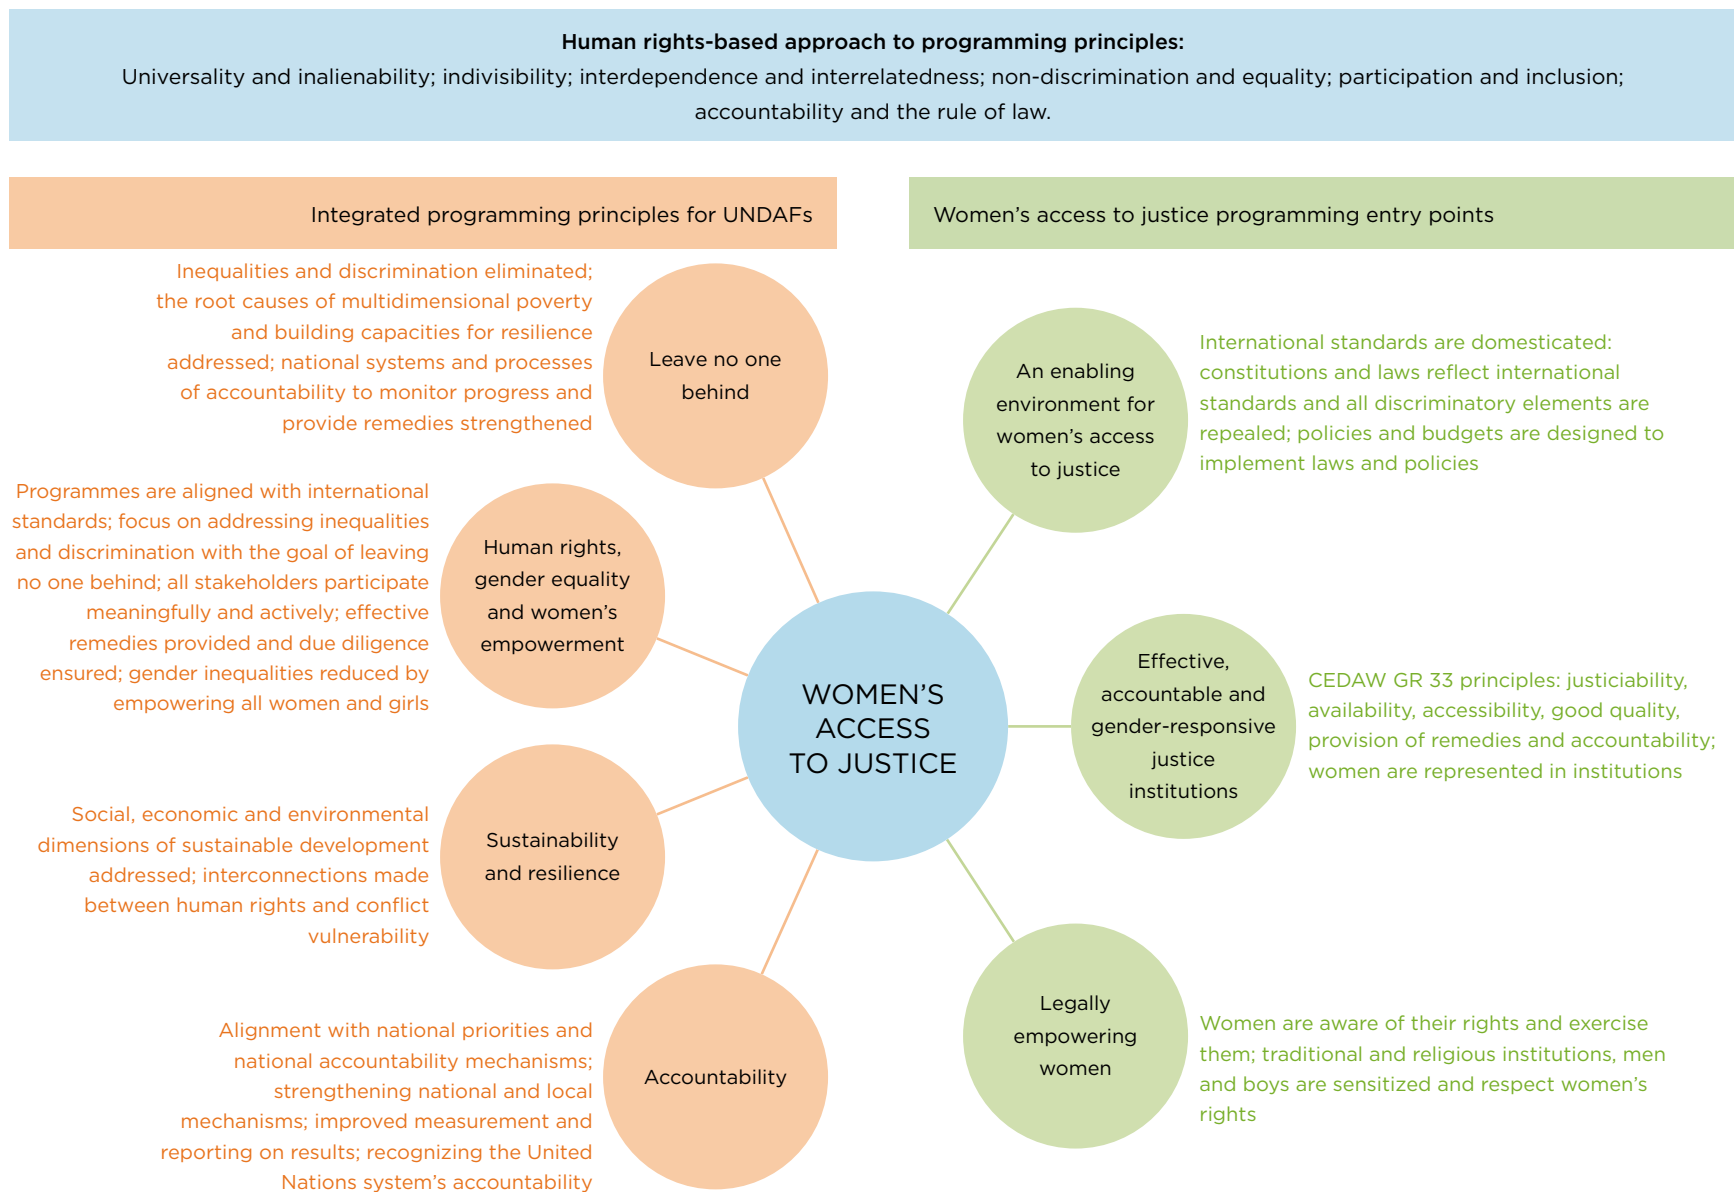 Human rights-based approach to programming principles:
Universality and inalienability; indivisibility; interdependence and interrelatedness; non-discrimination and equality; participation and inclusion;
accountability and the rule of law.
Integrated programming principles for UNDAFs
Inequalities and discrimination eliminated;
the root causes of multidimensional poverty
and building capacities for resilience
addressed; national systems and processes
of accountability to monitor progress and
provide remedies strengthened
Leave no one
behind
Programmes are aligned with international
standards; focus on addressing inequalities
and discrimination with the goal of leaving
no one behind; all stakeholders participate
meaningfully and actively; effective
remedies provided and due diligence
ensured; gender inequalities reduced by
empowering all women and girls
Human rights,
gender equality
and women’s
empowerment
Social, economic and environmental
dimensions of sustainable development
addressed; interconnections made
between human rights and conflict
vulnerability
Sustainability
and resilience
Alignment with national priorities and
national accountability mechanisms;
strengthening national and local
mechanisms; improved measurement and
reporting on results; recognizing the United
Nations system’s accountability
Accountability
WOMEN’S
ACCESS
TO JUSTICE
Women’s access to justice programming entry points
An enabling
environment for
women’s access
to justice
International standards are domesticated:
constitutions and laws reflect international
standards and all discriminatory elements are
repealed; policies and budgets are designed to
implement laws and policies
Effective,
accountable and
gender-responsive
justice
institutions
CEDAW GR 33 principles: justiciability,
availability, accessibility, good quality,
provision of remedies and accountability;
women are represented in institutions
Legally
empowering
women
Women are aware of their rights and exercise
them; traditional and religious institutions, men
and boys are sensitized and respect women’s
rights